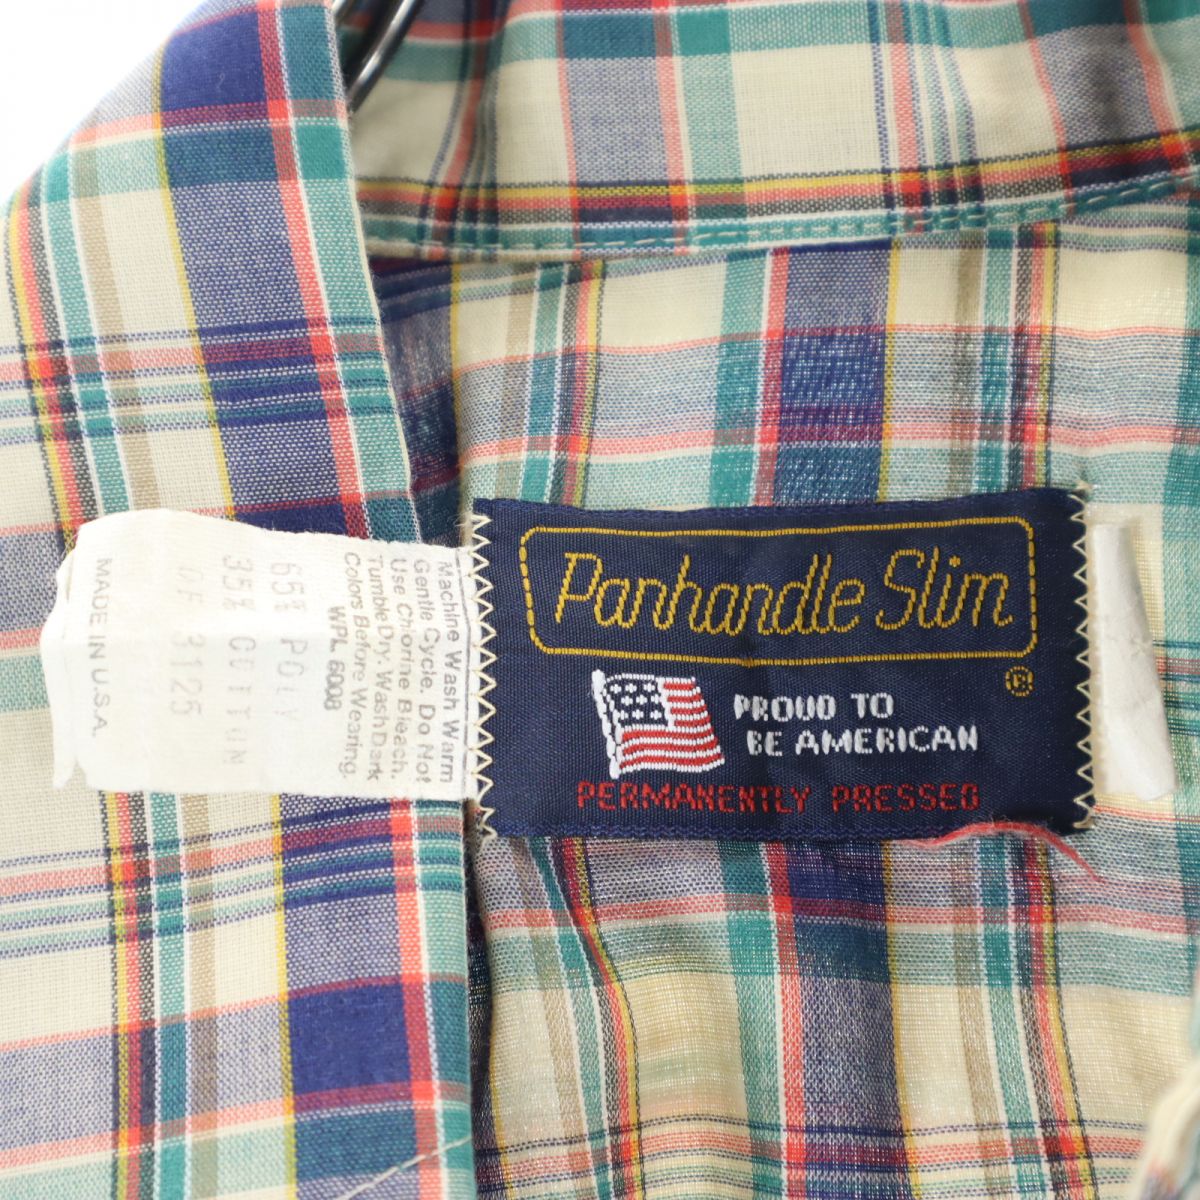 Panhandle Slim
®
PROUD TO
BE AMERICAN
PERMANENTLY PRESSED
Machine Wash Warm
Gentle Cycle. Do Not
Use Chlorine Bleach.
Tumble Dry. Wash Dark
Colors Before Wearing.
WPL 6008
65% POLY
35% COTTON
3125
MADE IN U.S.A.